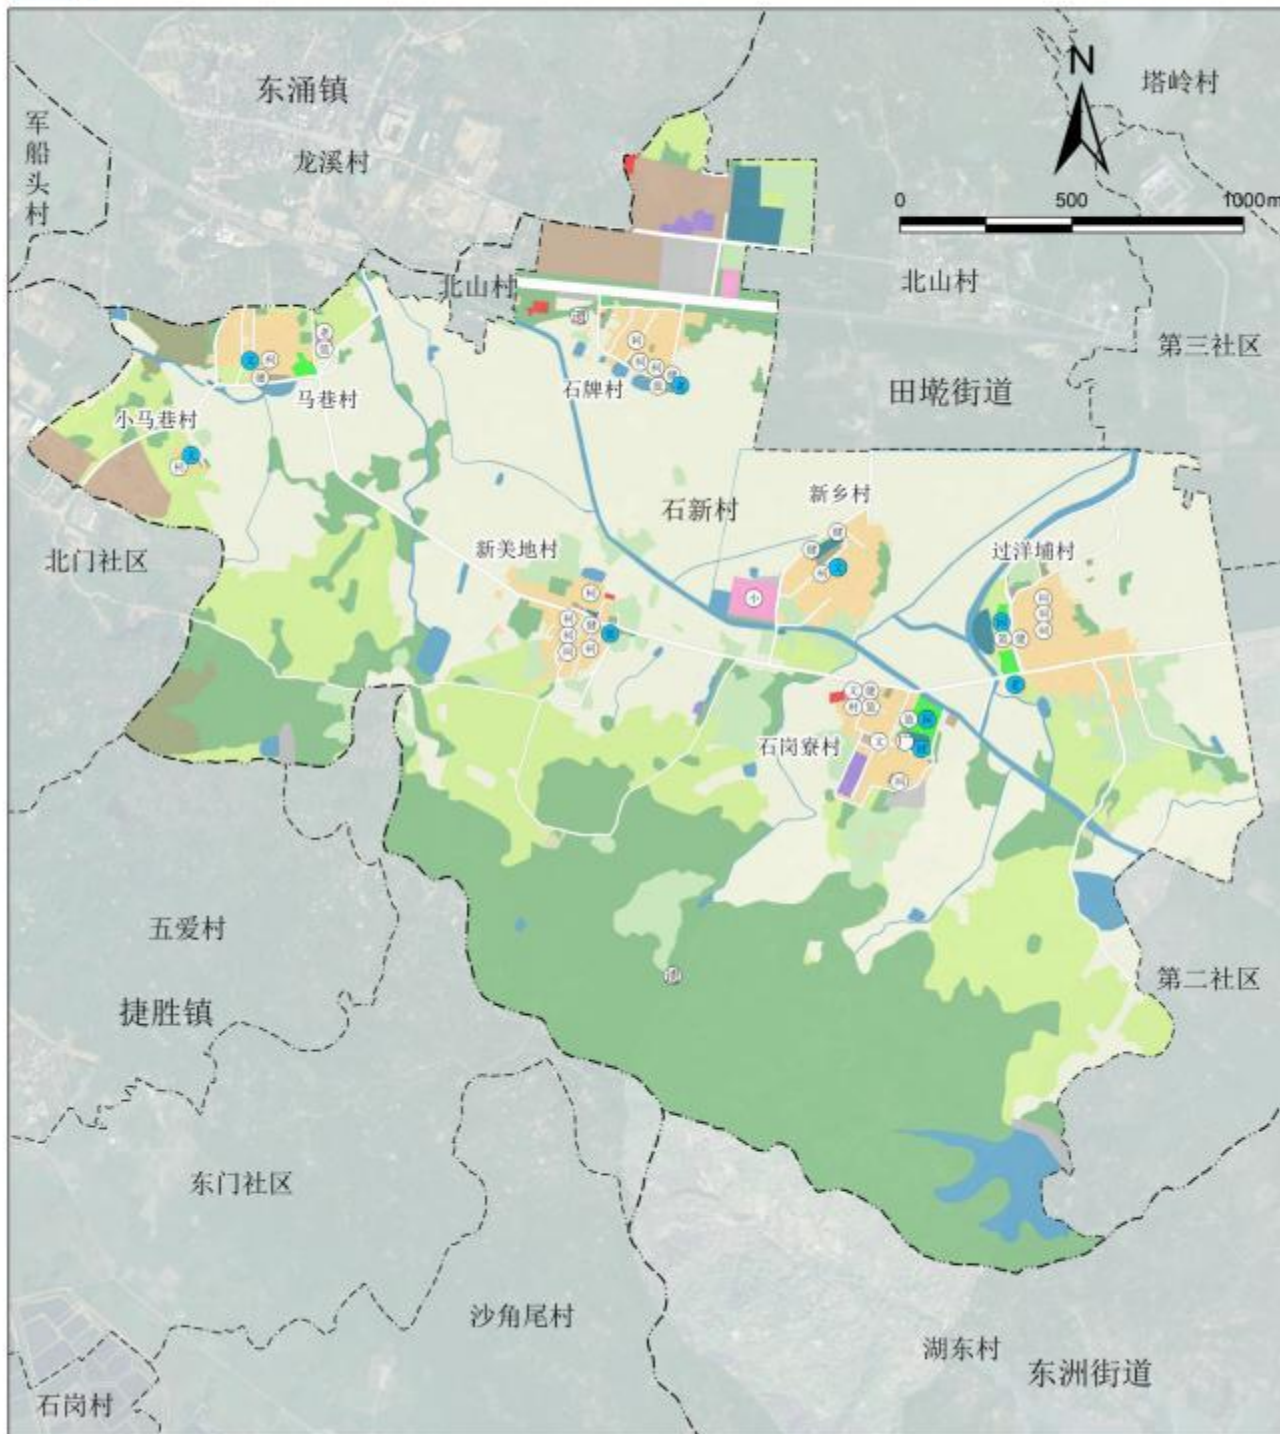 东涌镇
N
塔岭村
军船头村
龙溪村
0 500 1000m
北山村
北山村
第三社区
石牌村
田墘街道
马巷村
小马巷村
石新村
新乡村
北门社区
新美地村
过洋埔村
小
石岗寮村
五爱村
捷胜镇
第二社区
东门社区
沙角尾村
湖东村
东洲街道
石岗村